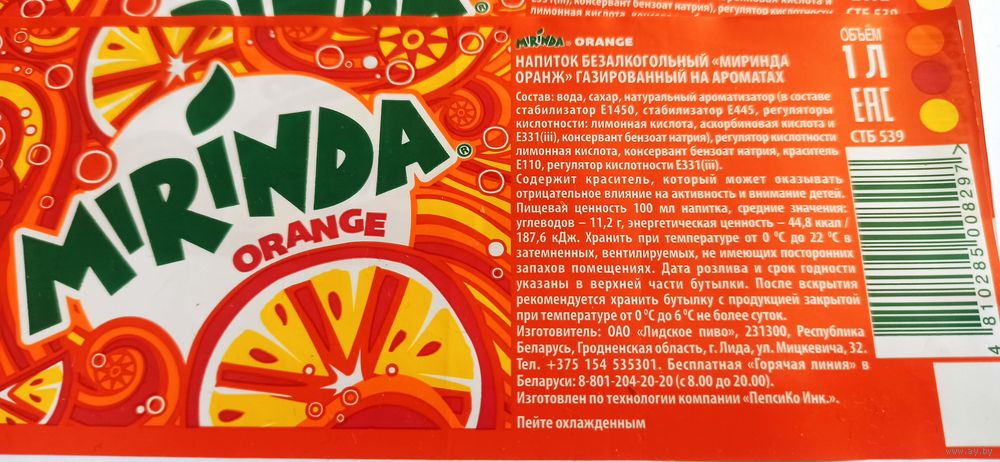 MIRINDA®
ORANGE
лимонная кислота,
СТБ 539
MIRINDA® ORANGE
НАПИТОК БЕЗАЛКОГОЛЬНЫЙ «МИРИНДА
ОРАНЖ» ГАЗИРОВАННЫЙ НА АРОМАТАХ
Состав: вода, сахар, натуральный ароматизатор (в составе
стабилизатор Е1450, стабилизатор Е445, регуляторы
кислотности: лимонная кислота, аскорбиновая кислота и
Е331(iii), консервант бензоат натрия), регулятор кислотности
лимонная кислота, консервант бензоат натрия, краситель
Е110, регулятор кислотности Е331(iii).
Содержит краситель, который может оказывать
отрицательное влияние на активность и внимание детей.
Пищевая ценность 100 мл напитка, средние значения:
углеводов – 11,2 г, энергетическая ценность – 44,8 ккал /
187,6 кДж. Хранить при температуре от 0 °С до 22 °С в
затемненных, вентилируемых, не имеющих посторонних
запахов помещениях. Дата розлива и срок годности
указаны в верхней части бутылки. После вскрытия
рекомендуется хранить бутылку с продукцией закрытой
при температуре от 0 °С до 6 °С не более суток.
Изготовитель: ОАО «Лидское пиво», 231300, Республика
Беларусь, Гродненская область, г. Лида, ул. Мицкевича, 32.
Тел. +375 154 535301. Бесплатная «Горячая линия» в
Беларуси: 8-801-204-20-20 (с 8.00 до 20.00).
Изготовлен по технологии компании «ПепсиКо Инк.».
Пейте охлажденным
ОБЪЁМ
1 Л
EAC
СТБ 539
4 810285 008297 >
www.ay.by